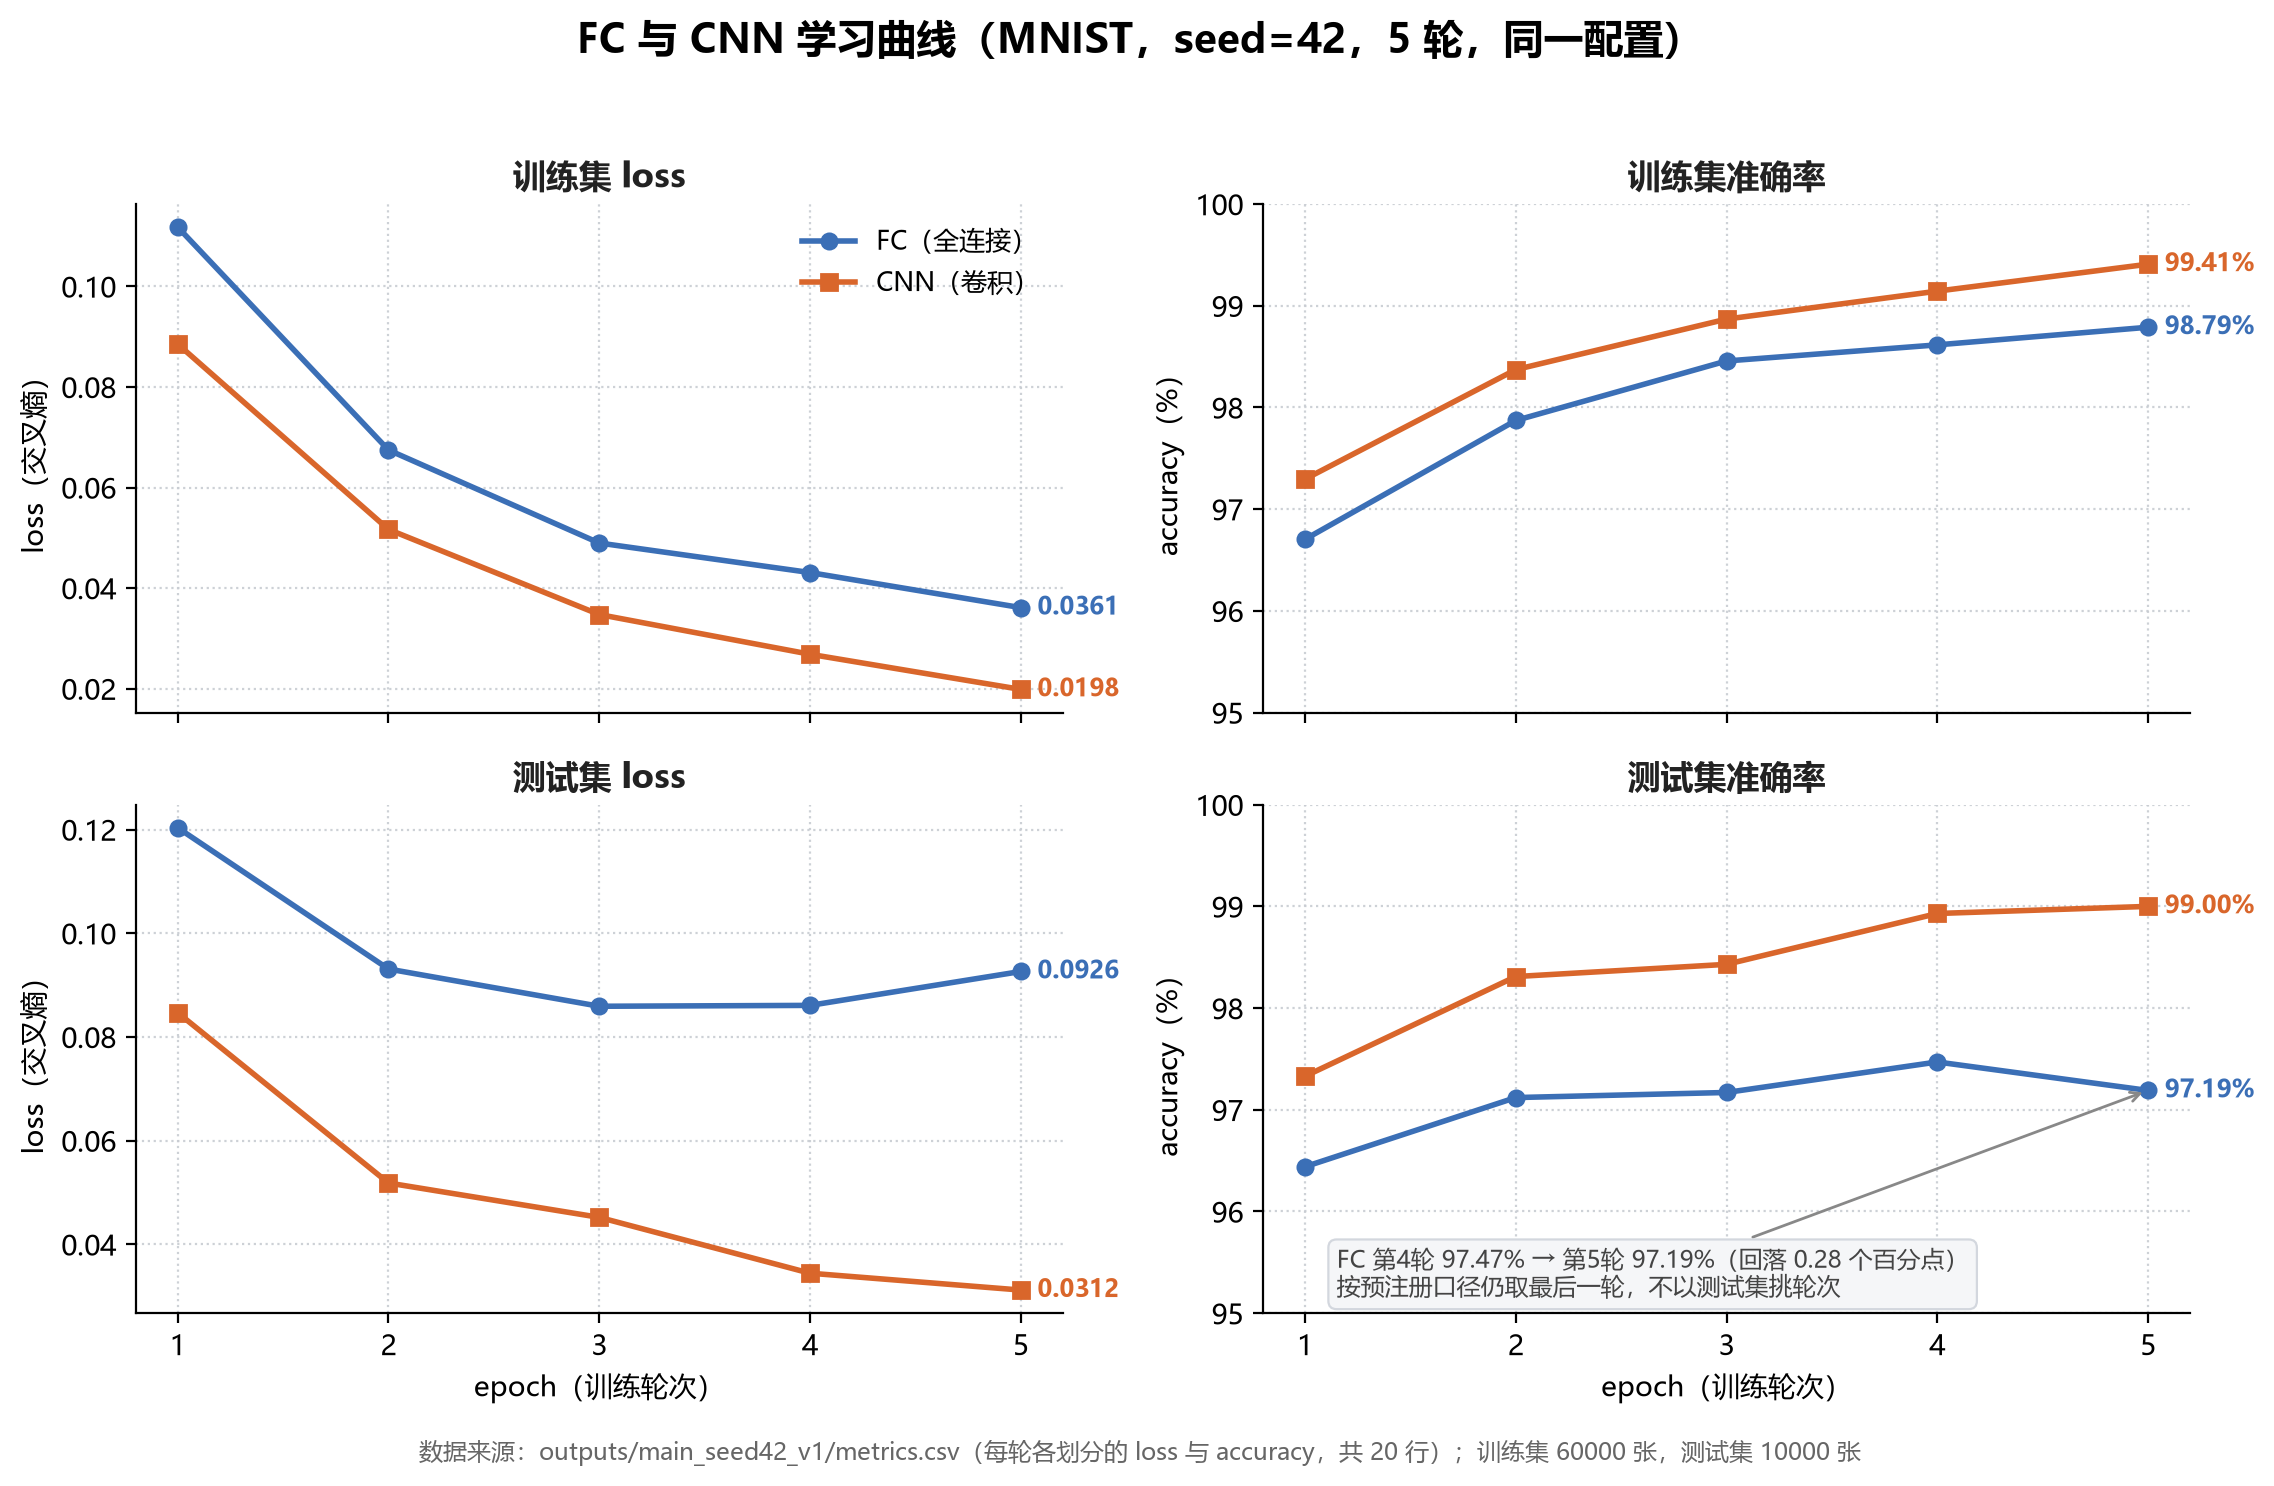 FC 与 CNN 学习曲线（MNIST，seed=42，5 轮，同一配置）
训练集 loss
loss（交叉熵）
0.10
0.08
0.06
0.04
0.02
FC（全连接）
CNN（卷积）
0.0361
0.0198
训练集准确率
accuracy（%）
100
99
98
97
96
95
99.41%
98.79%
测试集 loss
loss（交叉熵）
0.12
0.10
0.08
0.06
0.04
0.0926
0.0312
1 2 3 4 5
epoch（训练轮次）
测试集准确率
accuracy（%）
100
99
98
97
96
95
99.00%
97.19%
FC 第4轮 97.47% → 第5轮 97.19%（回落 0.28 个百分点）
按预注册口径仍取最后一轮，不以测试集挑轮次
1 2 3 4 5
epoch（训练轮次）
数据来源：outputs/main_seed42_v1/metrics.csv（每轮各划分的 loss 与 accuracy，共 20 行）；训练集 60000 张，测试集 10000 张